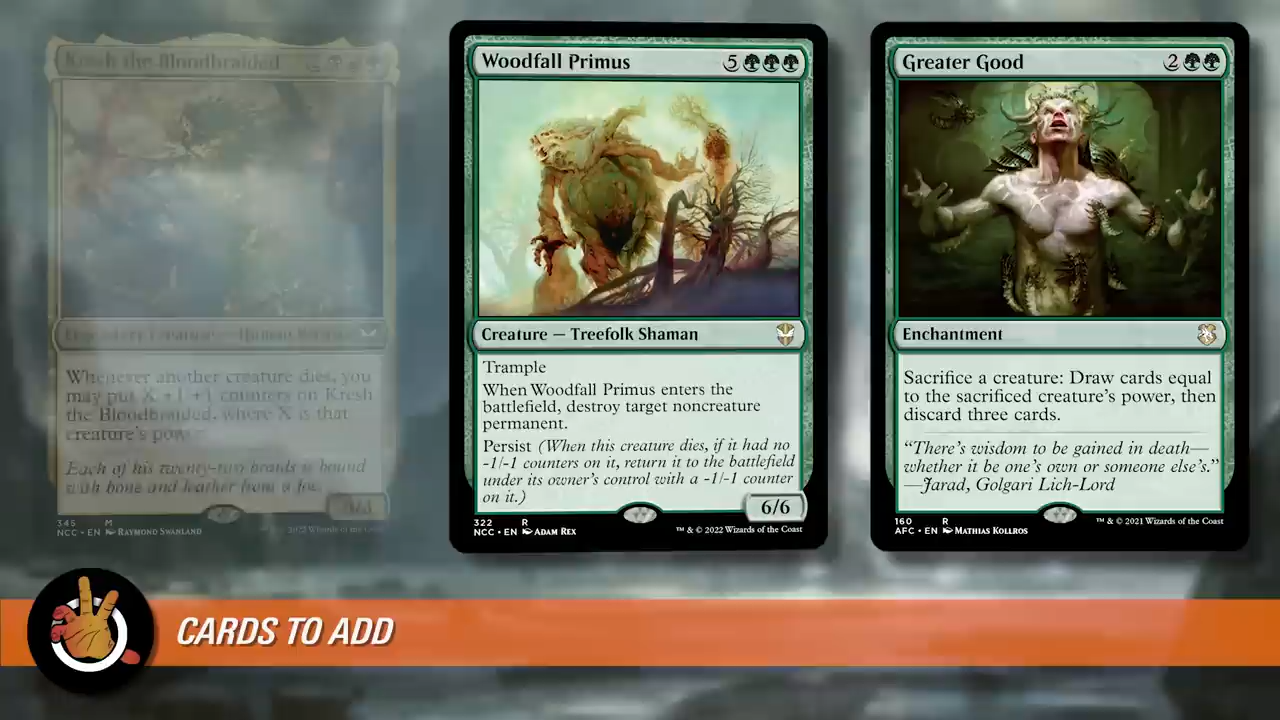 Kresh the Bloodbraided
Whenever another creature dies, you
may put X +1/+1 counters on Kresh
the Bloodbraided, where X is that
creature's power.
Each of his twenty-two braids is bound
with bone and leather from a foe.
345 M
NCC • EN RAYMOND SWANLAND
Woodfall Primus 5
Creature — Treefolk Shaman
Trample
When Woodfall Primus enters the
battlefield, destroy target noncreature
permanent.
Persist (When this creature dies, if it had no
-1/-1 counters on it, return it to the battlefield
under its owner's control with a -1/-1 counter
on it.)
6/6
322 R
NCC • EN ADAM REX ™ & © 2022 Wizards of the Coast
Greater Good 2
Enchantment
Sacrifice a creature: Draw cards equal
to the sacrificed creature's power, then
discard three cards.
“There's wisdom to be gained in death—
whether it be one's own or someone else's.”
—Jarad, Golgari Lich-Lord
160 R
AFC • EN MATHIAS KOLLROS ™ & © 2021 Wizards of the Coast
CARDS TO ADD